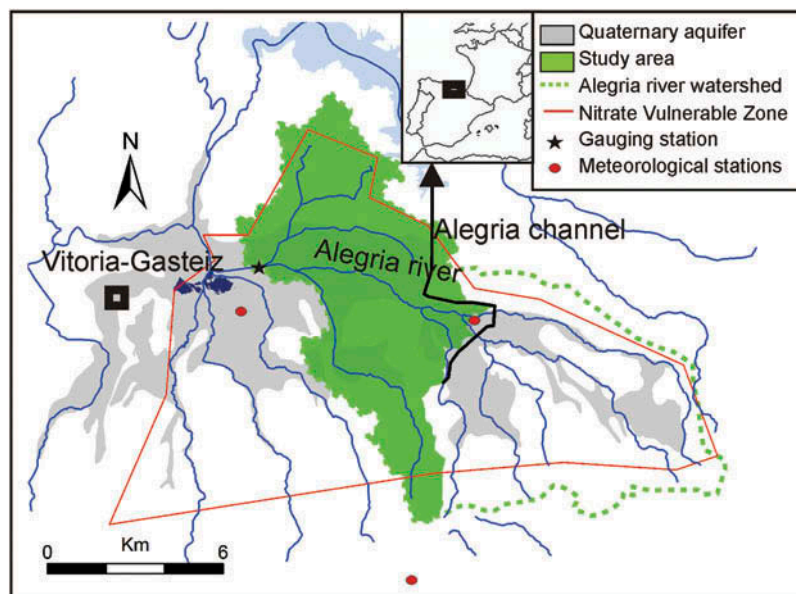 Quaternary aquifer
Study area
Alegria river watershed
Nitrate Vulnerable Zone
Gauging station
Meteorological stations
N
Alegria channel
Vitoria-Gasteiz
Alegria river
Km
0 6